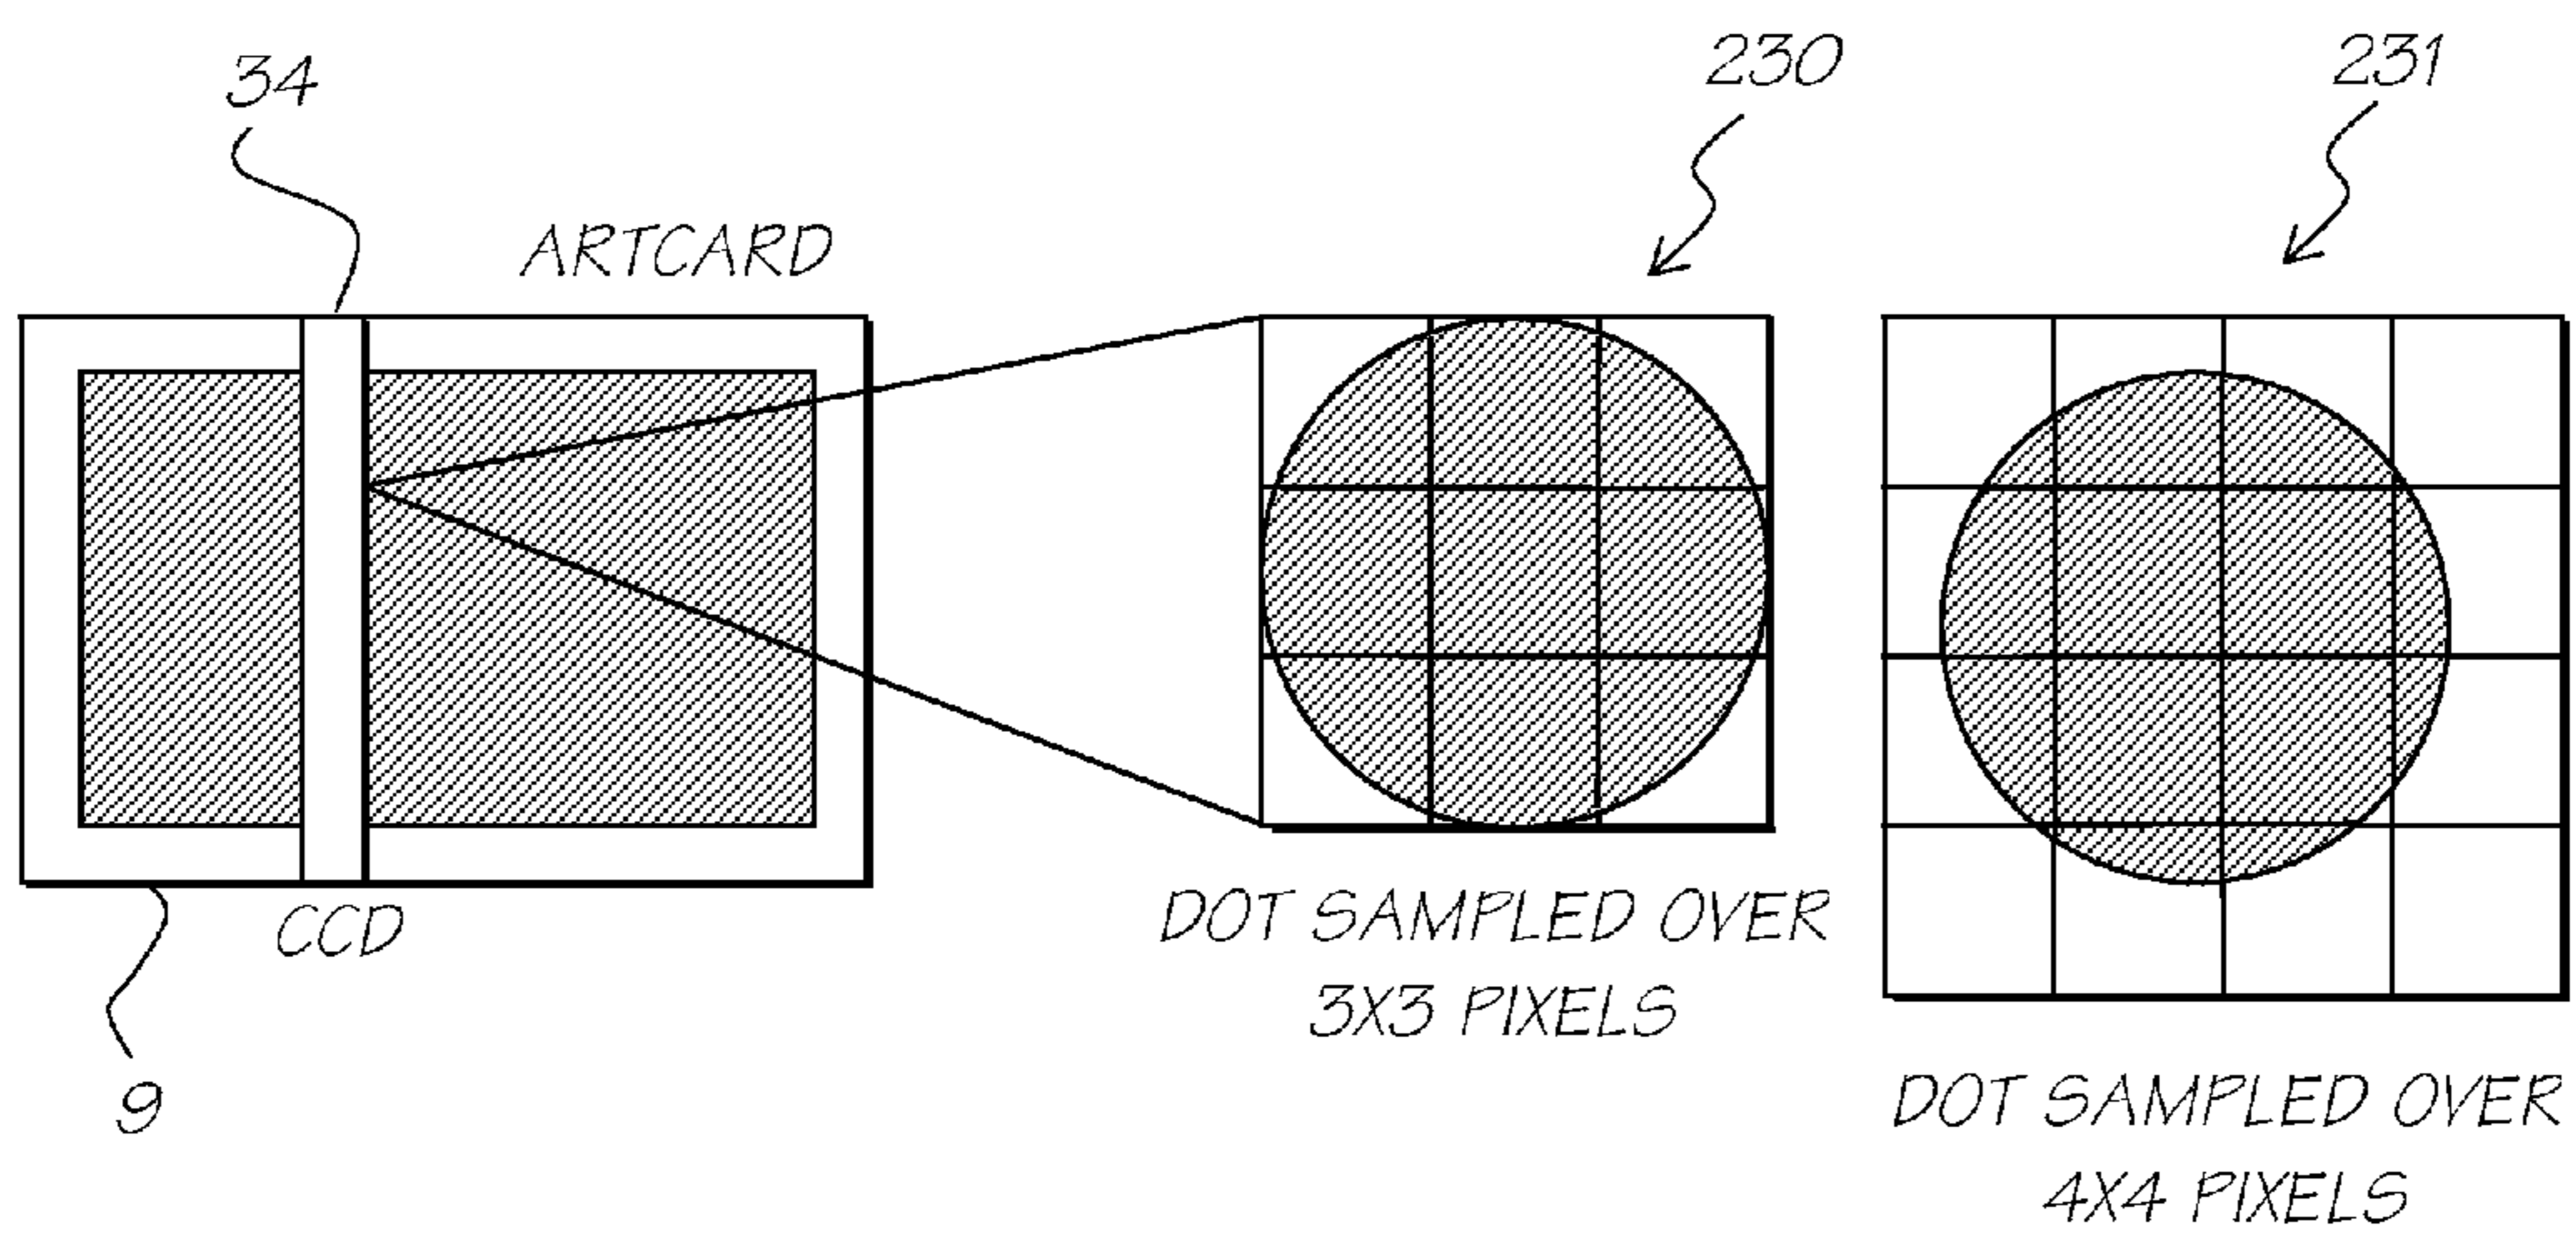 34
230
231
ARTCARD
CCD
9
DOT SAMPLED OVER
3X3 PIXELS
DOT SAMPLED OVER
4X4 PIXELS